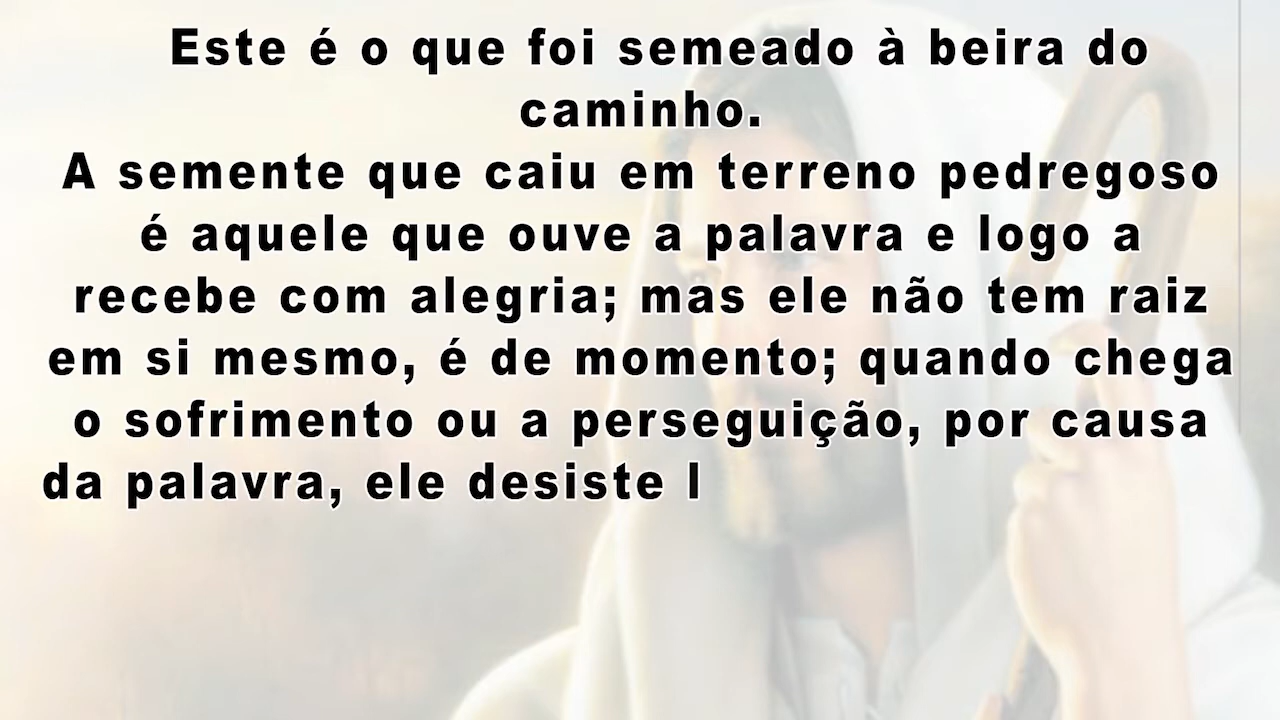 Este é o que foi semeado à beira do
caminho.
A semente que caiu em terreno pedregoso
é aquele que ouve a palavra e logo a
recebe com alegria; mas ele não tem raiz
em si mesmo, é de momento; quando chega
o sofrimento ou a perseguição, por causa
da palavra, ele desiste l